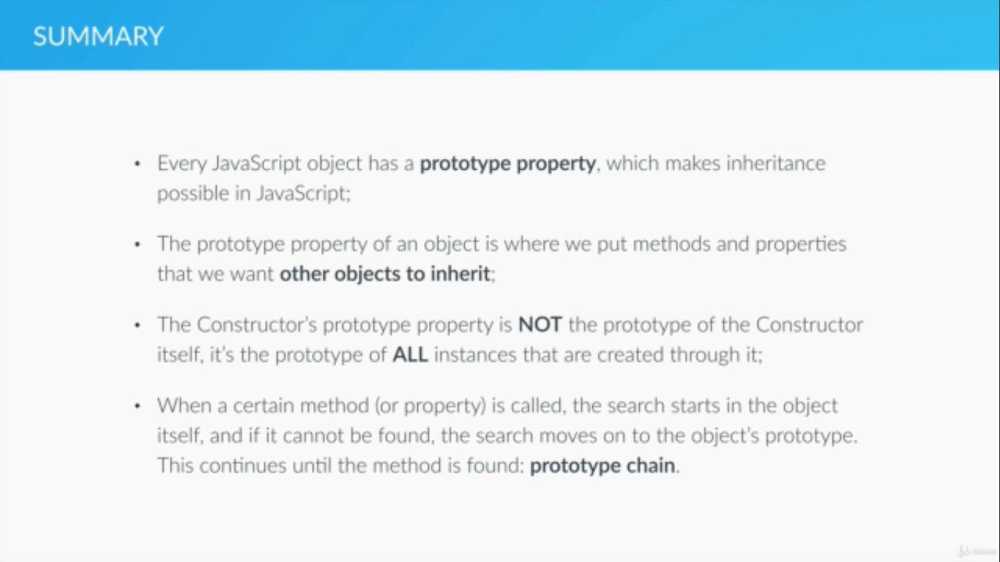 SUMMARY
• Every JavaScript object has a prototype property, which makes inheritance
possible in JavaScript;
• The prototype property of an object is where we put methods and properties
that we want other objects to inherit;
• The Constructor’s prototype property is NOT the prototype of the Constructor
itself, it’s the prototype of ALL instances that are created through it;
• When a certain method (or property) is called, the search starts in the object
itself, and if it cannot be found, the search moves on to the object’s prototype.
This continues until the method is found: prototype chain.
Udemy